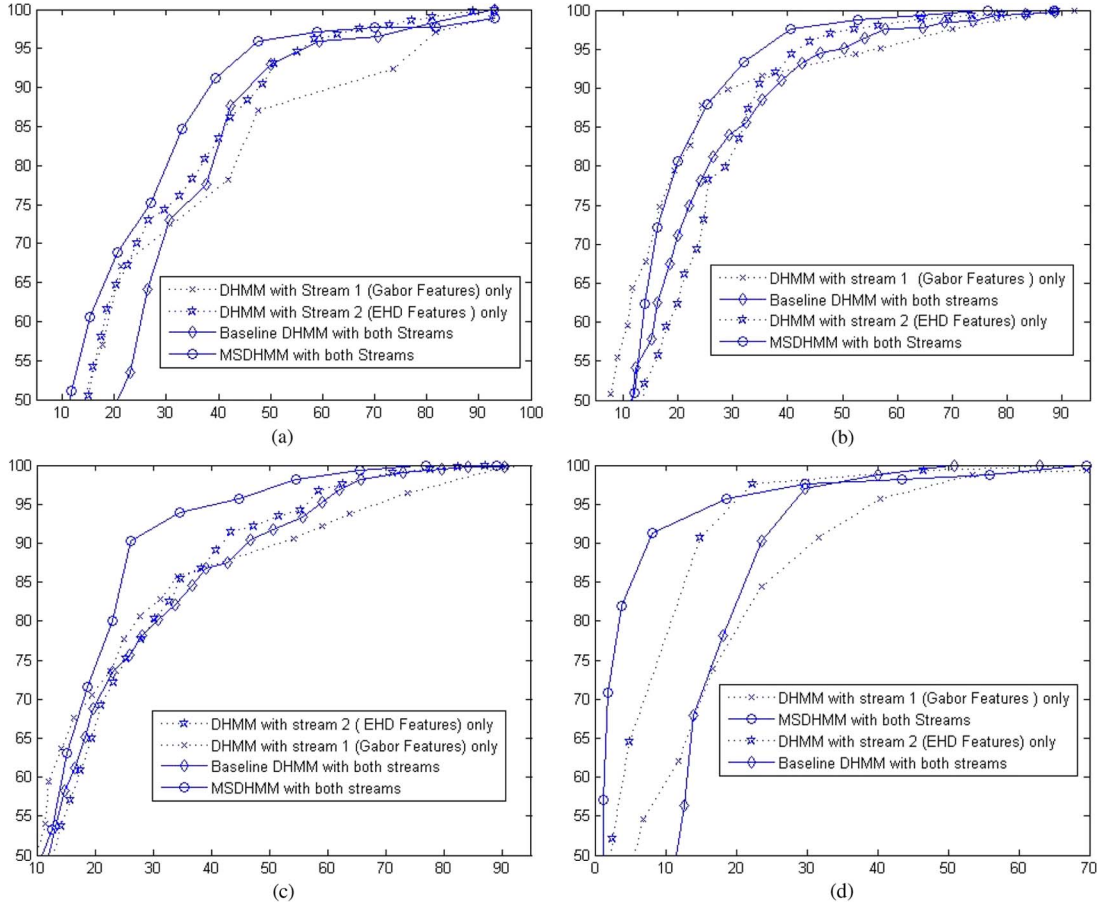 100
95
90
85
80
75
70
65
60
55
50
DHMM with Stream 1 (Gabor Features) only
DHMM with Stream 2 (EHD Features ) only
Baseline DHMM with both Streams
MSDHMM with both Streams
10 20 30 40 50 60 70 80 90 100
(a)
100
95
90
85
80
75
70
65
60
55
50
DHMM with stream 1 (Gabor Features ) only
Baseline DHMM with both streams
DHMM with stream 2 (EHD Features) only
MSDHMM with both Streams
10 20 30 40 50 60 70 80 90
(b)
100
95
90
85
80
75
70
65
60
55
50
DHMM with stream 2 ( EHD Features) only
DHMM with stream 1 (Gabor Features) only
Baseline DHMM with both streams
MSDHMM with both streams
10 20 30 40 50 60 70 80 90
(c)
100
95
90
85
80
75
70
65
60
55
50
DHMM with stream 1 (Gabor Features ) only
MSDHMM with both Streams
DHMM with stream 2 (EHD Features) only
Baseline DHMM with both streams
0 10 20 30 40 50 60 70
(d)